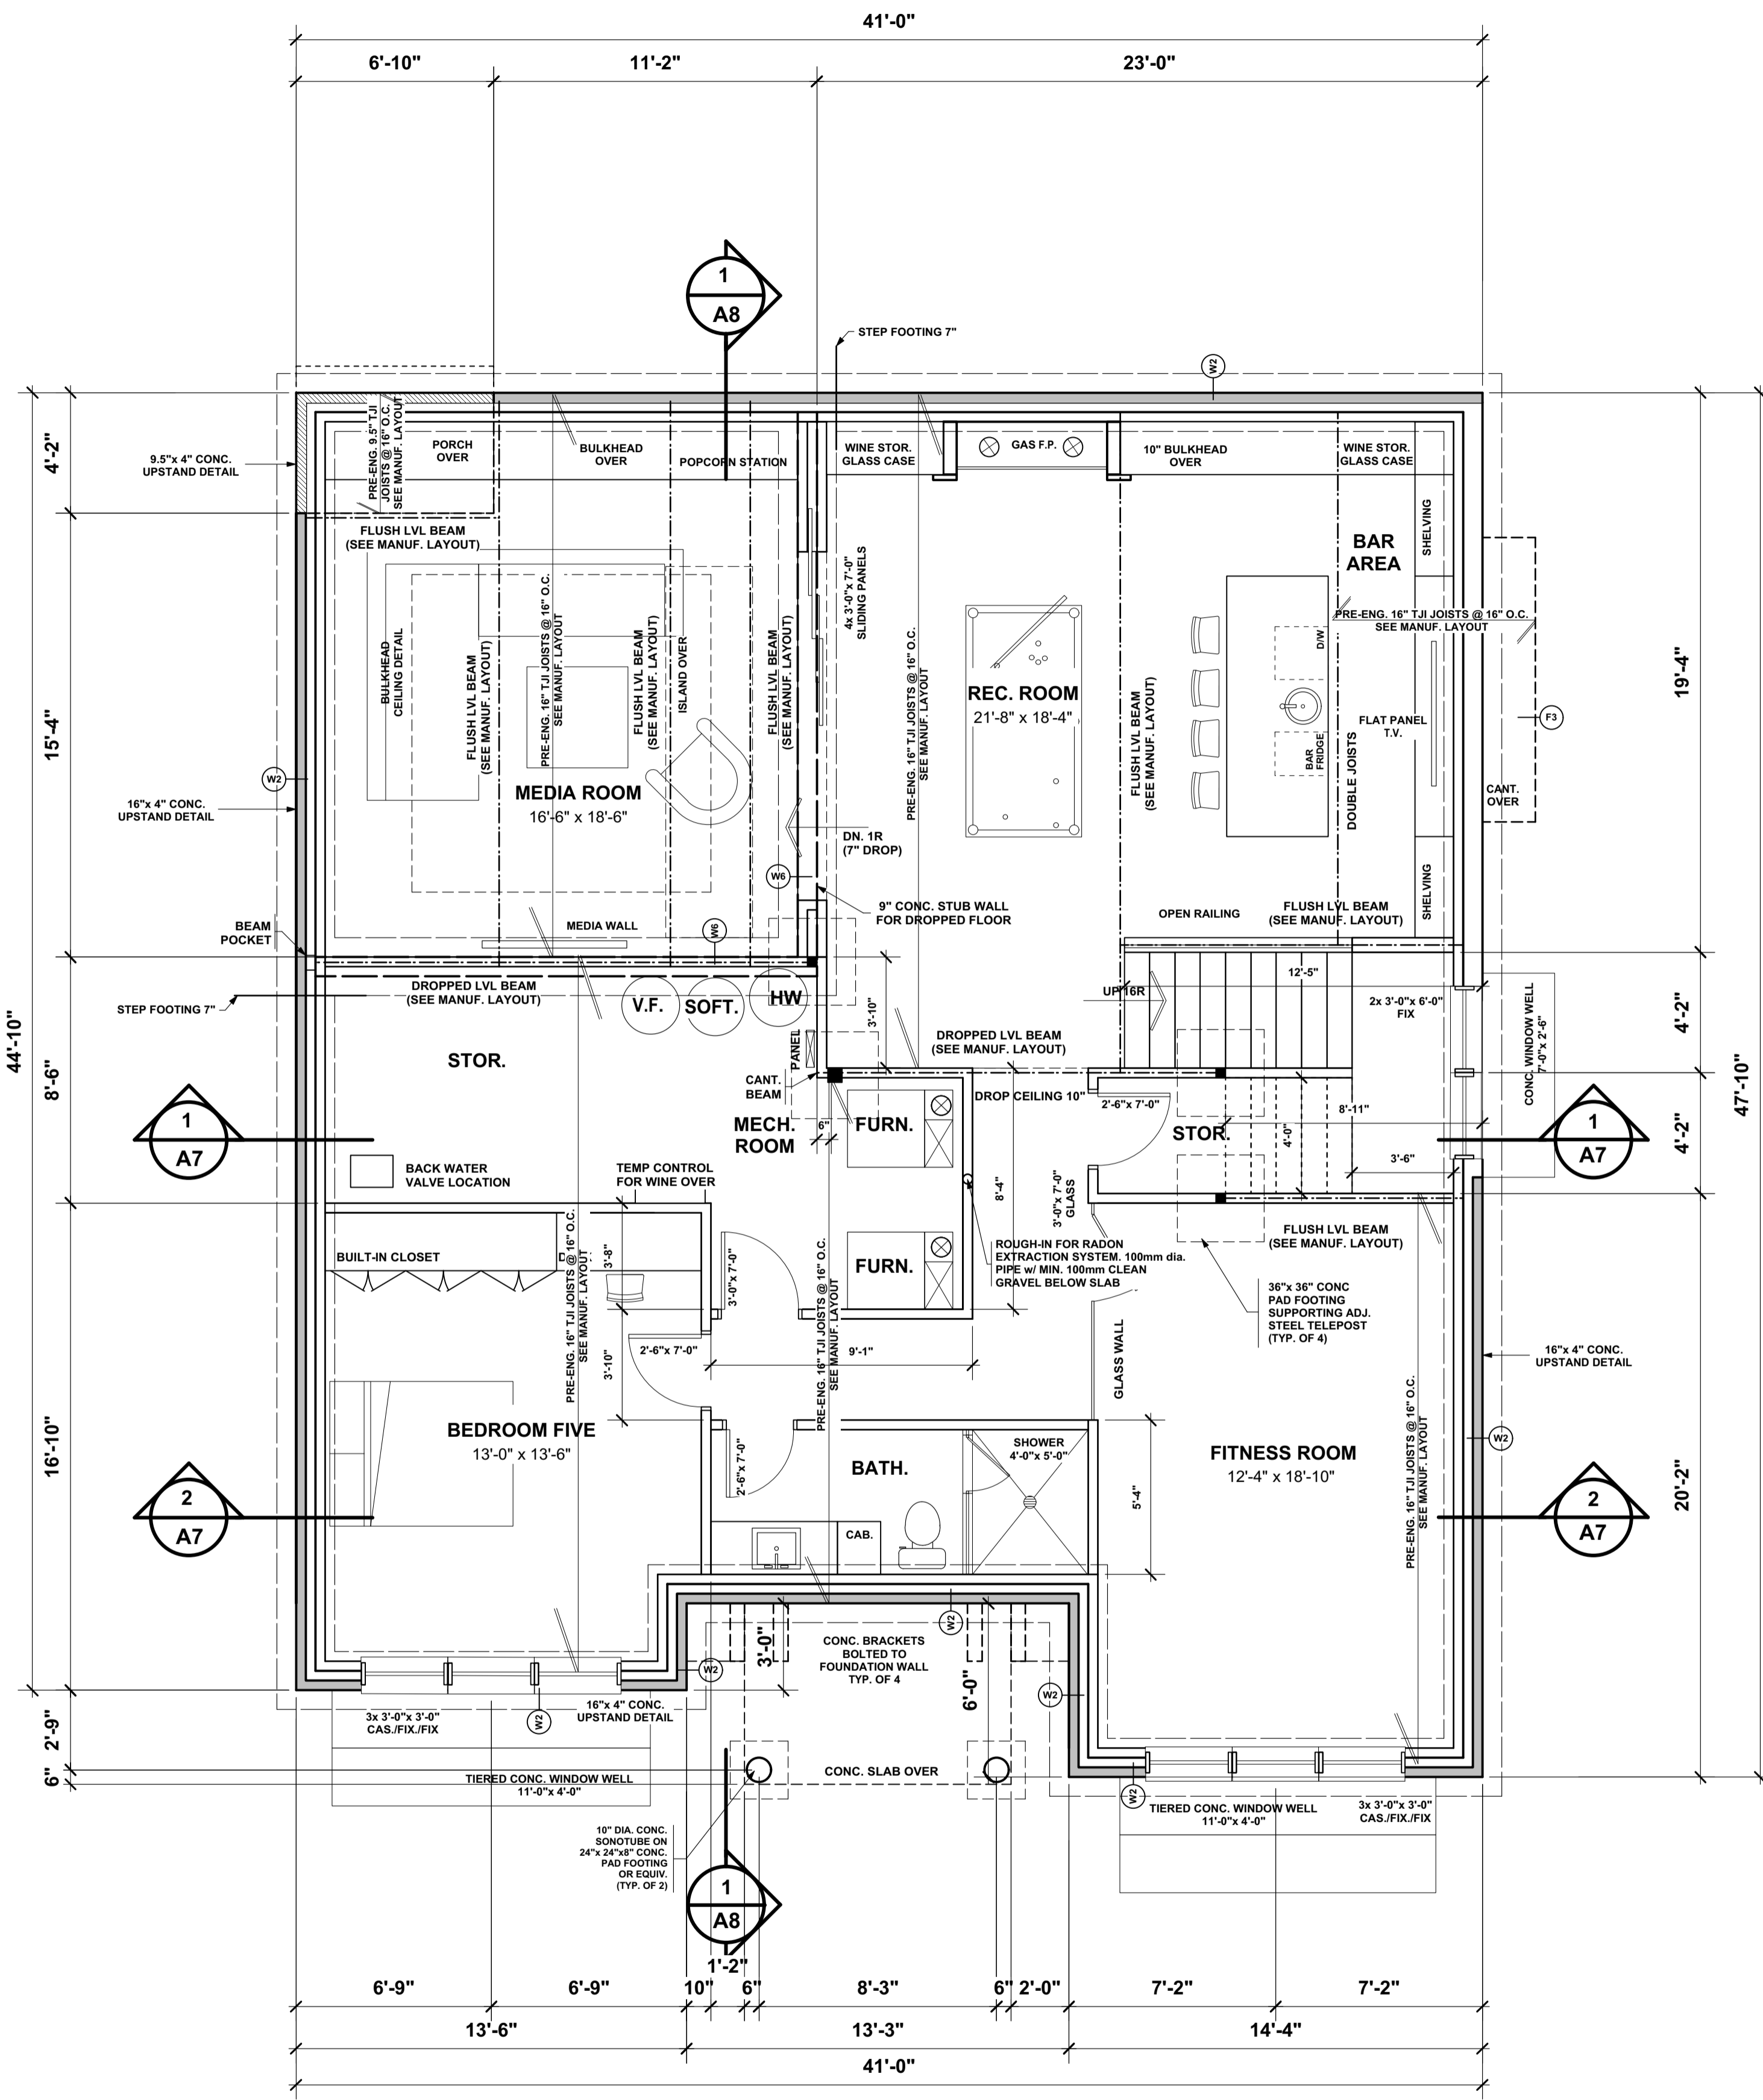 41'-0"
6'-10"
11'-2"
23'-0"
1
A8
STEP FOOTING 7"
W2
4'-2"
15'-4"
8'-6"
16'-10"
2'-9"
6"
44'-10"
9.5"x 4" CONC.
UPSTAND DETAIL
PRE-ENG. 9.5" TJI
JOISTS @ 16" O.C.
SEE MANUF. LAYOUT
PORCH
OVER
BULKHEAD
OVER
POPCORN STATION
WINE STOR.
GLASS CASE
GAS F.P.
10" BULKHEAD
OVER
WINE STOR.
GLASS CASE
SHELVING
FLUSH LVL BEAM
(SEE MANUF. LAYOUT)
BAR
AREA
4x 3'-0"x 7'-0"
SLIDING PANELS
PRE-ENG. 16" TJI JOISTS @ 16" O.C.
SEE MANUF. LAYOUT
BULKHEAD
CEILING DETAIL
FLUSH LVL BEAM
(SEE MANUF. LAYOUT)
PRE-ENG. 16" TJI JOISTS @ 16" O.C.
SEE MANUF. LAYOUT
FLUSH LVL BEAM
(SEE MANUF. LAYOUT)
ISLAND OVER
FLUSH LVL BEAM
(SEE MANUF. LAYOUT)
PRE-ENG. 16" TJI JOISTS @ 16" O.C.
SEE MANUF. LAYOUT
REC. ROOM
21'-8" x 18'-4"
FLUSH LVL BEAM
(SEE MANUF. LAYOUT)
D/W
BAR
FRIDGE
DOUBLE JOISTS
FLAT PANEL
T.V.
F3
CANT.
OVER
W2
16"x 4" CONC.
UPSTAND DETAIL
MEDIA ROOM
16'-6" x 18'-6"
DN. 1R
(7" DROP)
W6
9" CONC. STUB WALL
FOR DROPPED FLOOR
SHELVING
OPEN RAILING
FLUSH LVL BEAM
(SEE MANUF. LAYOUT)
BEAM
POCKET
MEDIA WALL
W6
19'-4"
4'-2"
4'-2"
20'-2"
47'-10"
STEP FOOTING 7"
DROPPED LVL BEAM
(SEE MANUF. LAYOUT)
V.F.
SOFT.
HW
3'-10"
UP 16R
12'-5"
2x 3'-0"x 6'-0"
FIX
CONC. WINDOW WELL
7'-0"x 2'-6"
STOR.
PANEL
DROPPED LVL BEAM
(SEE MANUF. LAYOUT)
CANT.
BEAM
DROP CEILING 10"
2'-6"x 7'-0"
8'-11"
1
A7
MECH.
ROOM
6"
FURN.
STOR.
4'-0"
3'-6"
1
A7
BACK WATER
VALVE LOCATION
TEMP CONTROL
FOR WINE OVER
8'-4"
3'-0"x 7'-0"
GLASS
FLUSH LVL BEAM
(SEE MANUF. LAYOUT)
BUILT-IN CLOSET
3'-8"
3'-0"x 7'-0"
FURN.
ROUGH-IN FOR RADON
EXTRACTION SYSTEM. 100mm dia.
PIPE w/ MIN. 100mm CLEAN
GRAVEL BELOW SLAB
36"x 36" CONC
PAD FOOTING
SUPPORTING ADJ.
STEEL TELEPOST
(TYP. OF 4)
PRE-ENG. 16" TJI JOISTS @ 16" O.C.
SEE MANUF. LAYOUT
2'-6"x 7'-0"
3'-10"
9'-1"
PRE-ENG. 16" TJI JOISTS @ 16" O.C.
SEE MANUF. LAYOUT
GLASS WALL
16"x 4" CONC.
UPSTAND DETAIL
BEDROOM FIVE
13'-0" x 13'-6"
2'-6"x 7'-0"
BATH.
SHOWER
4'-0"x 5'-0"
FITNESS ROOM
12'-4" x 18'-10"
PRE-ENG. 16" TJI JOISTS @ 16" O.C.
SEE MANUF. LAYOUT
W2
2
A7
5'-4"
CAB.
2
A7
W2
3'-0"
CONC. BRACKETS
BOLTED TO
FOUNDATION WALL
TYP. OF 4
6'-0"
W2
W2
W2
3x 3'-0"x 3'-0"
CAS./FIX./FIX
16"x 4" CONC.
UPSTAND DETAIL
TIERED CONC. WINDOW WELL
11'-0"x 4'-0"
CONC. SLAB OVER
W2
TIERED CONC. WINDOW WELL
11'-0"x 4'-0"
3x 3'-0"x 3'-0"
CAS./FIX./FIX
10" DIA. CONC.
SONOTUBE ON
24"x 24"x8" CONC.
PAD FOOTING
OR EQUIV.
(TYP. OF 2)
1
A8
1'-2"
6'-9"
6'-9"
10"
6"
8'-3"
6"
2'-0"
7'-2"
7'-2"
13'-6"
13'-3"
14'-4"
41'-0"